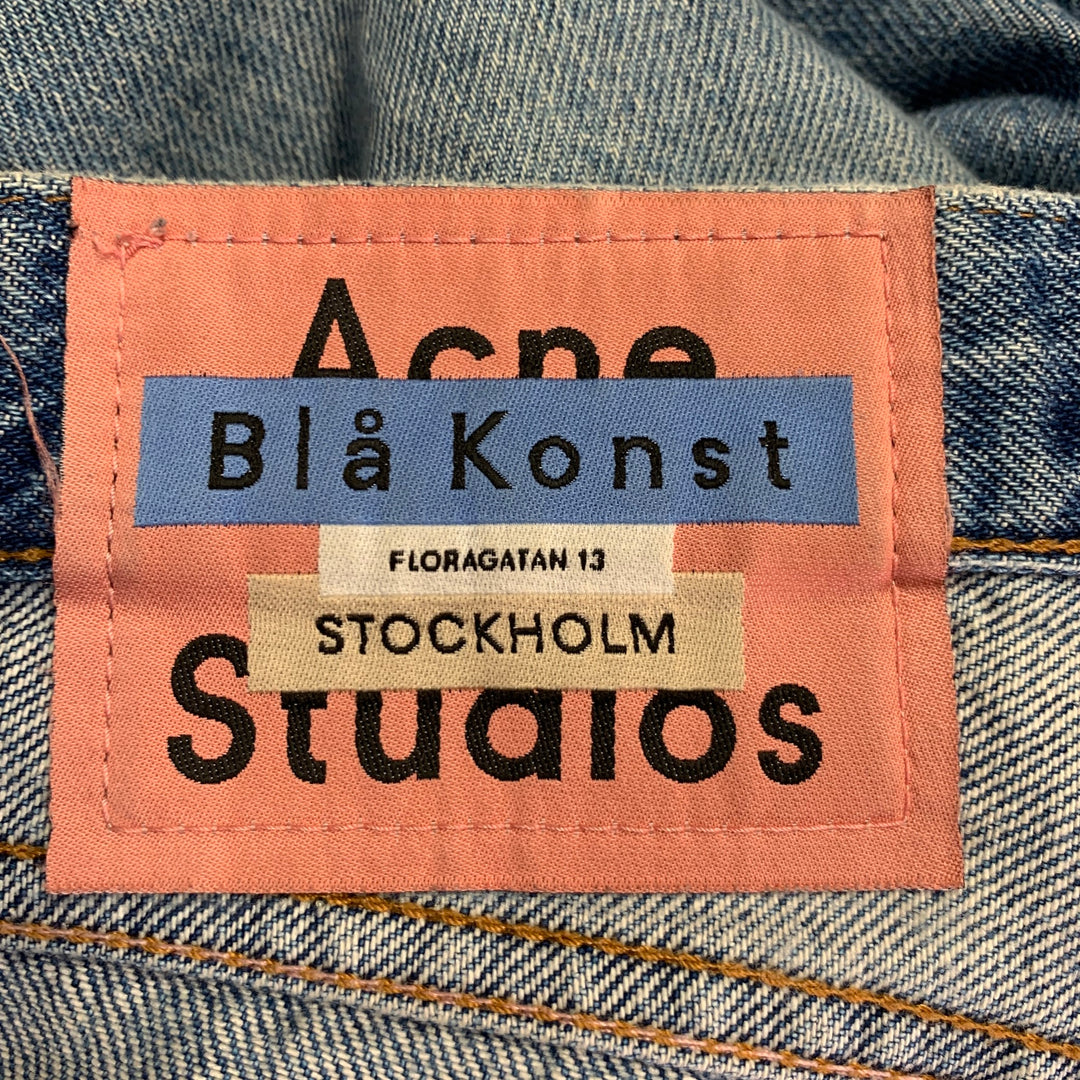 Acne
Blå Konst
FLORAGATAN 13
STOCKHOLM
Studios